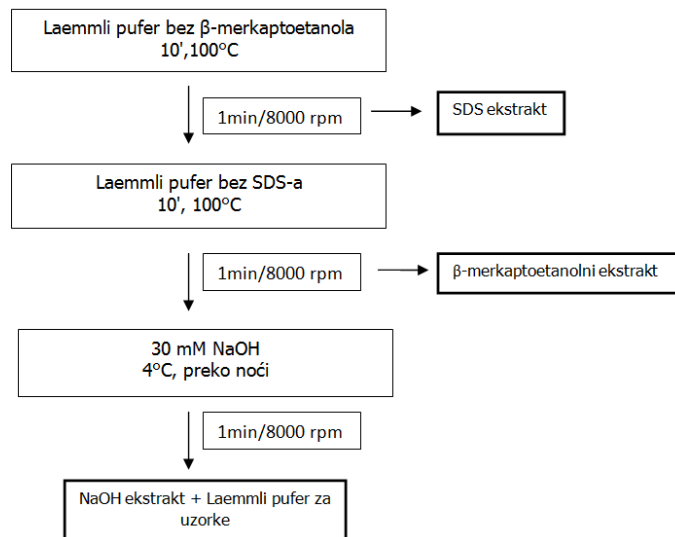 Laemmli pufer bez β-merkaptoetanola
10',100°C
1min/8000 rpm
SDS ekstrakt
Laemmli pufer bez SDS-a
10', 100°C
1min/8000 rpm
β-merkaptoetanolni ekstrakt
30 mM NaOH
4°C, preko noći
1min/8000 rpm
NaOH ekstrakt + Laemmli pufer za
uzorke